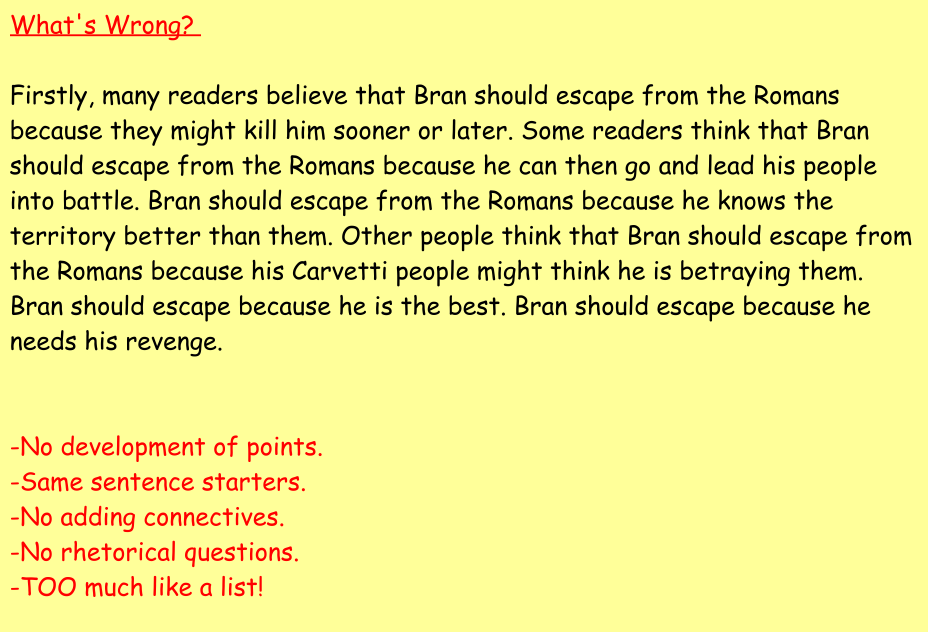 What's Wrong?
Firstly, many readers believe that Bran should escape from the Romans
because they might kill him sooner or later. Some readers think that Bran
should escape from the Romans because he can then go and lead his people
into battle. Bran should escape from the Romans because he knows the
territory better than them. Other people think that Bran should escape from
the Romans because his Carvetti people might think he is betraying them.
Bran should escape because he is the best. Bran should escape because he
needs his revenge.
-No development of points.
-Same sentence starters.
-No adding connectives.
-No rhetorical questions.
-TOO much like a list!